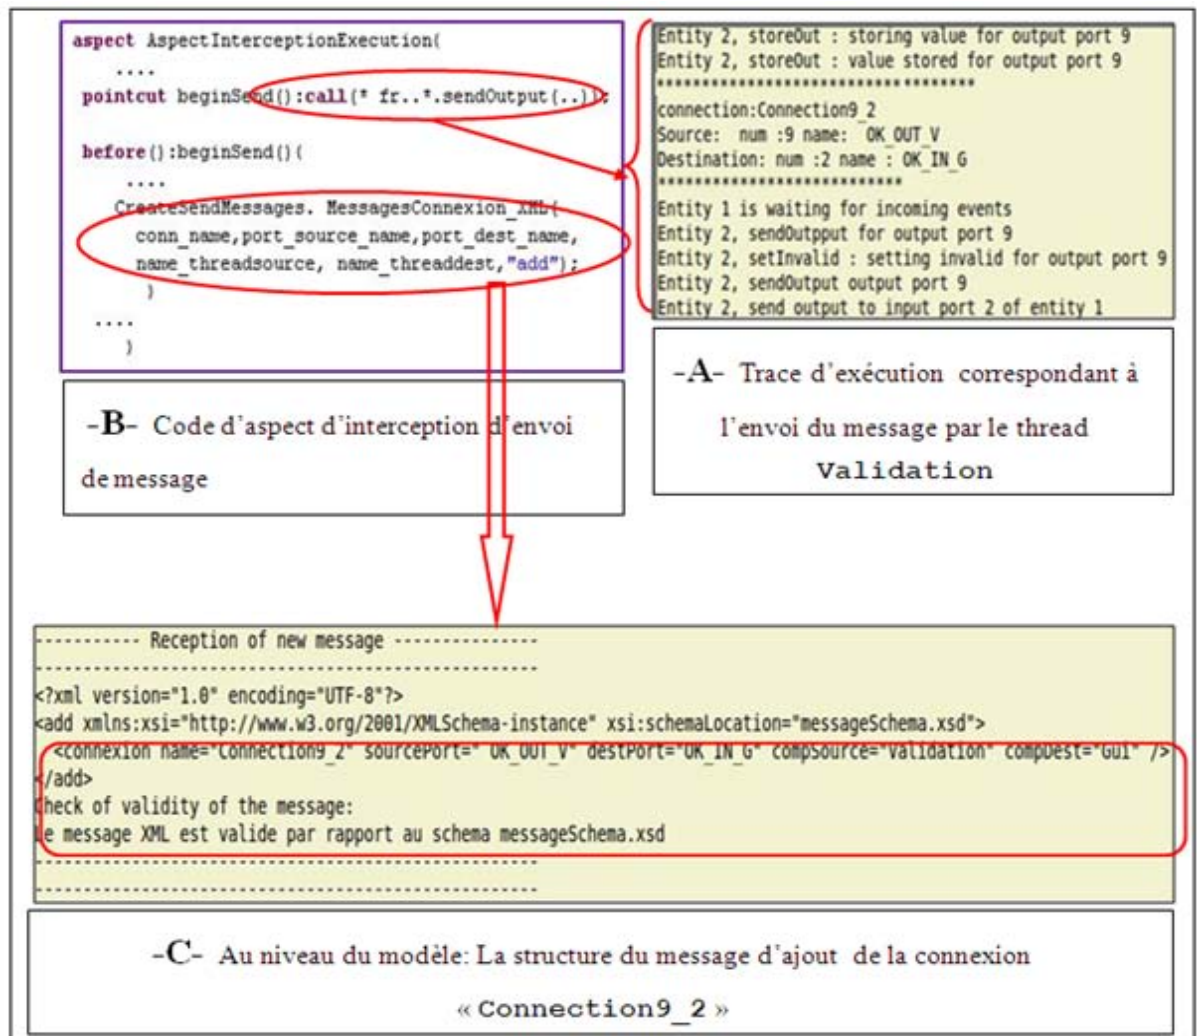 aspect AspectInterceptionExecution(
....
pointcut beginSend():call(* fr..*.sendOutput(..));
before():beginSend(){
....
CreateSendMessages. MessagesConnexion_XML(
conn_name,port_source_name,port_dest_name,
name_threadsource, name_threaddest,"add");
}
....
}
-B- Code d'aspect d'interception d'envoi
de message
Entity 2, storeOut : storing value for output port 9
Entity 2, storeOut : value stored for output port 9
***********************************
connection:Connection9_2
Source: num :9 name: OK_OUT_V
Destination: num :2 name : OK_IN_G
***************************
Entity 1 is waiting for incoming events
Entity 2, sendOutpput for output port 9
Entity 2, setInvalid : setting invalid for output port 9
Entity 2, sendOutput output port 9
Entity 2, send output to input port 2 of entity 1
-A- Trace d'exécution correspondant à
l'envoi du message par le thread
Validation
----------- Reception of new message ---------------
------------------------------------------------------
<?xml version="1.0" encoding="UTF-8"?>
<add xmlns:xsi="http://www.w3.org/2001/XMLSchema-instance" xsi:schemaLocation="messageSchema.xsd">
<connexion name="Connection9_2" sourcePort=" OK_OUT_V" destPort="OK_IN_G" compSource="Validation" compDest="Gui" />
</add>
Check of validity of the message:
Le message XML est valide par rapport au schema messageSchema.xsd
------------------------------------------------------
------------------------------------------------------
-C- Au niveau du modèle: La structure du message d'ajout de la connexion
« Connection9_2 »